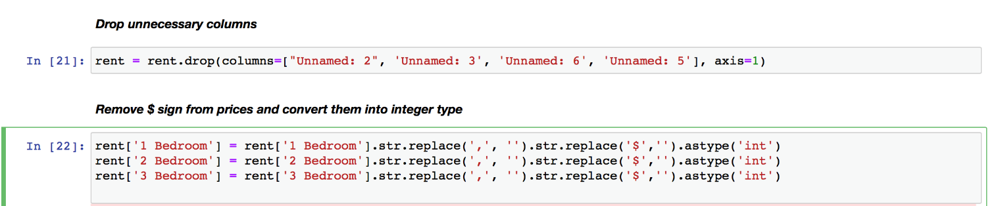 Drop unnecessary columns
In [21]: rent = rent.drop(columns=["Unnamed: 2", 'Unnamed: 3', 'Unnamed: 6', 'Unnamed: 5'], axis=1)
Remove $ sign from prices and convert them into integer type
In [22]: rent['1 Bedroom'] = rent['1 Bedroom'].str.replace(',', '').str.replace('$','').astype('int')
rent['2 Bedroom'] = rent['2 Bedroom'].str.replace(',', '').str.replace('$','').astype('int')
rent['3 Bedroom'] = rent['3 Bedroom'].str.replace(',', '').str.replace('$','').astype('int')